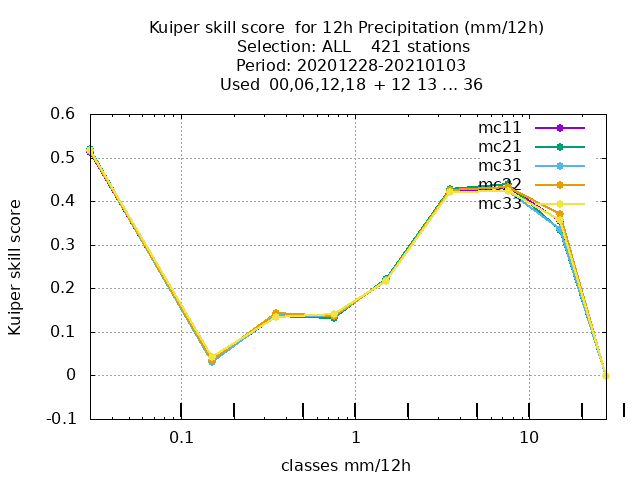 Kuiper skill score  for 12h Precipitation (mm/12h)
Selection: ALL    421 stations
Period: 20201228-20210103
Used  00,06,12,18  + 12 13 ... 36
0.6
0.5
0.4
0.3
0.2
0.1
0
-0.1
Kuiper skill score
mc11
mc21
mc31
mc32
mc33
0.1
1
10
classes mm/12h